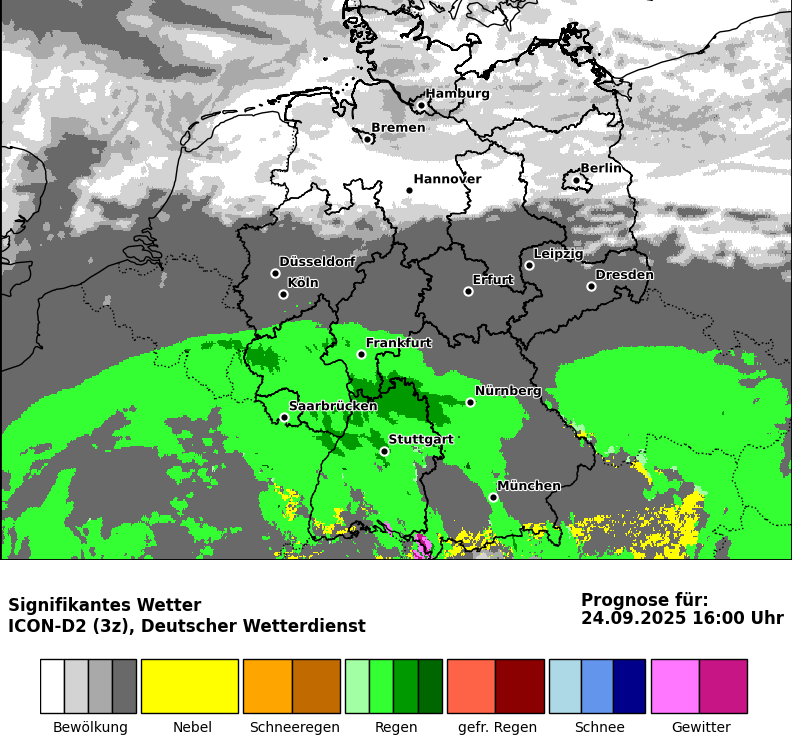 Hamburg
Bremen
Berlin
Hannover
Düsseldorf
Leipzig
Köln
Erfurt
Dresden
Frankfurt
Nürnberg
Saarbrücken
Stuttgart
München
Signifikantes Wetter
ICON-D2 (3z), Deutscher Wetterdienst
Prognose für:
24.09.2025 16:00 Uhr
Bewölkung
Nebel
Schneeregen
Regen
gefr. Regen
Schnee
Gewitter